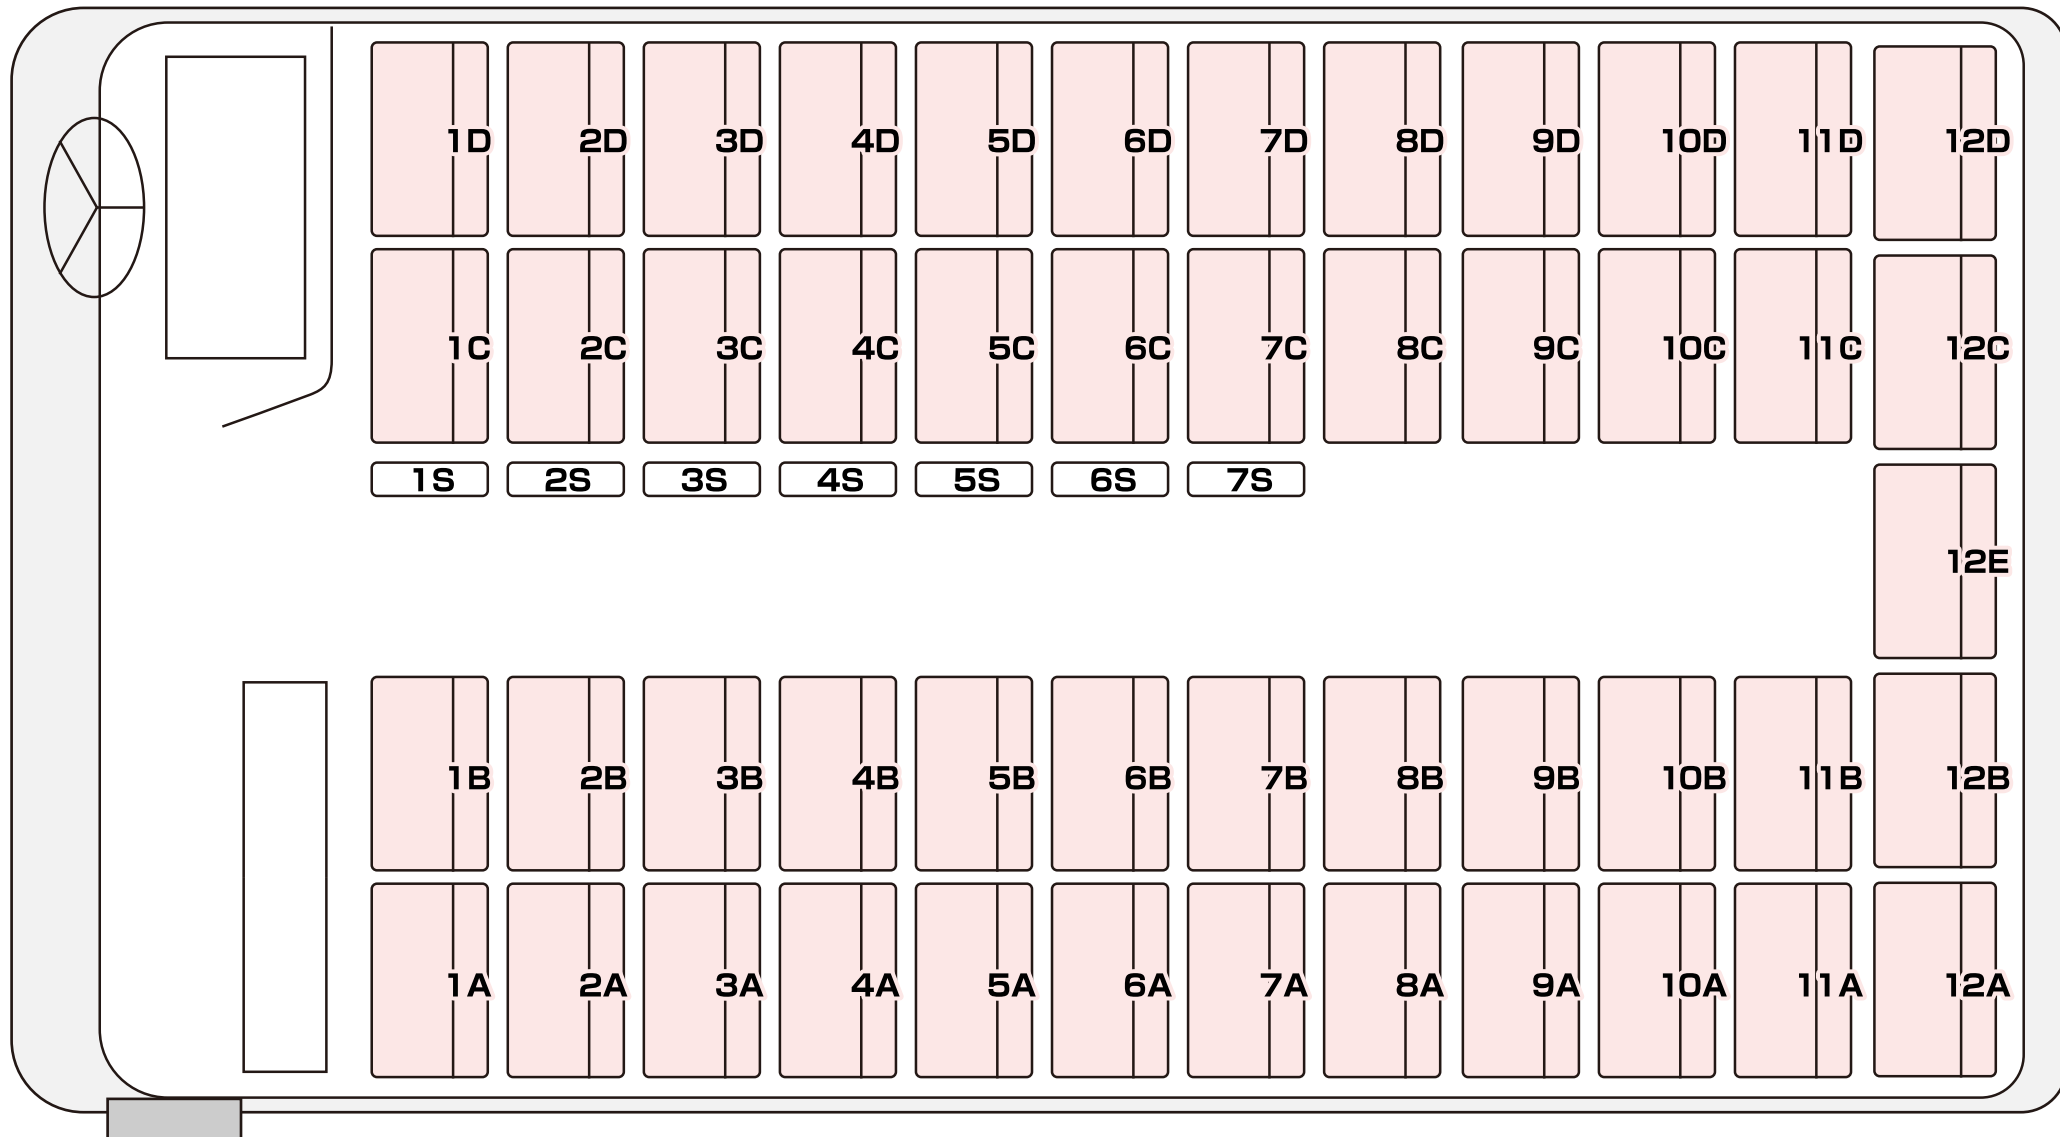 1D 2D 3D 4D 5D 6D 7D 8D 9D 10D 11D 12D
1C 2C 3C 4C 5C 6C 7C 8C 9C 10C 11C 12C
1S 2S 3S 4S 5S 6S 7S
12E
1B 2B 3B 4B 5B 6B 7B 8B 9B 10B 11B 12B
1A 2A 3A 4A 5A 6A 7A 8A 9A 10A 11A 12A